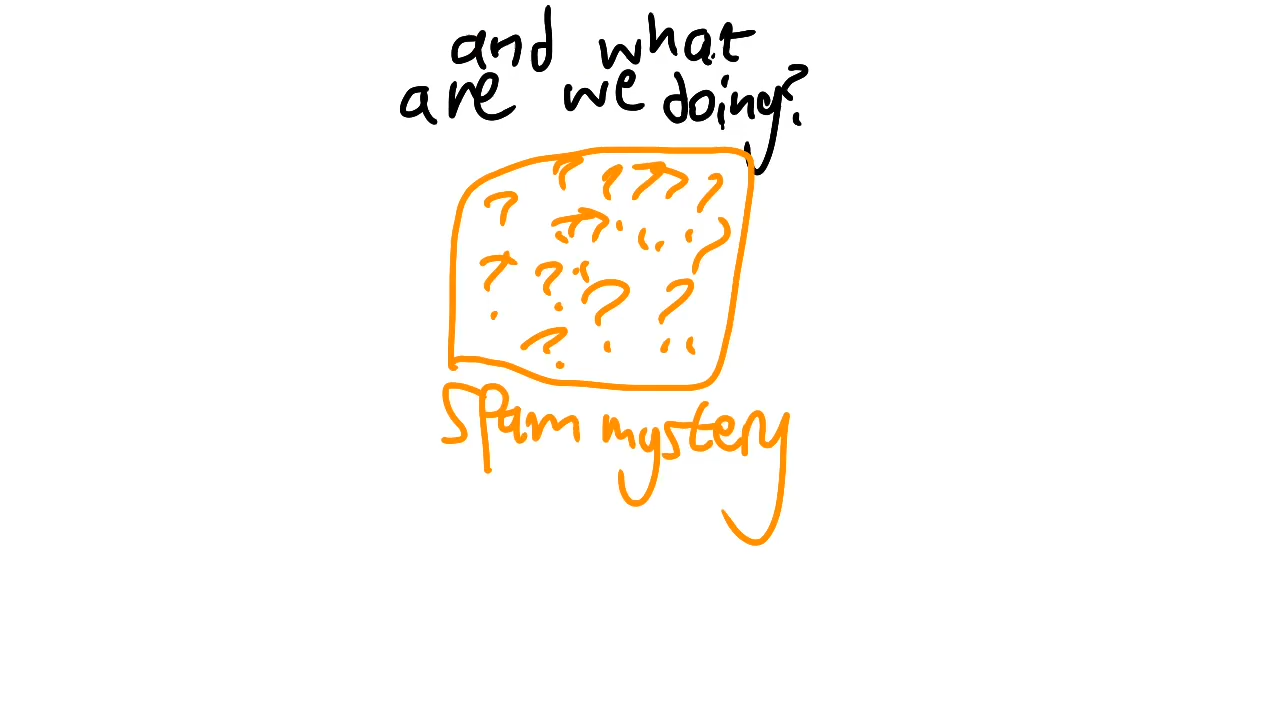 and what
are we doing?
? ? ? ? ? ?
? ? ? ?
? ? ? ?
?
spam mystery